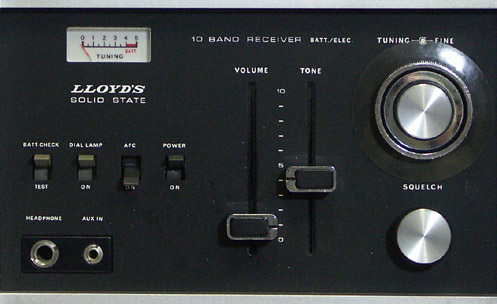 0 1 2 3 4 5
BATT
TUNING
10 BAND RECEIVER BATT./ELEC.
TUNING FINE
LLOYD'S
SOLID STATE
VOLUME TONE
10
5
0
BATT.CHECK DIAL LAMP AFC POWER
TEST ON ON ON
SQUELCH
HEADPHONE AUX IN